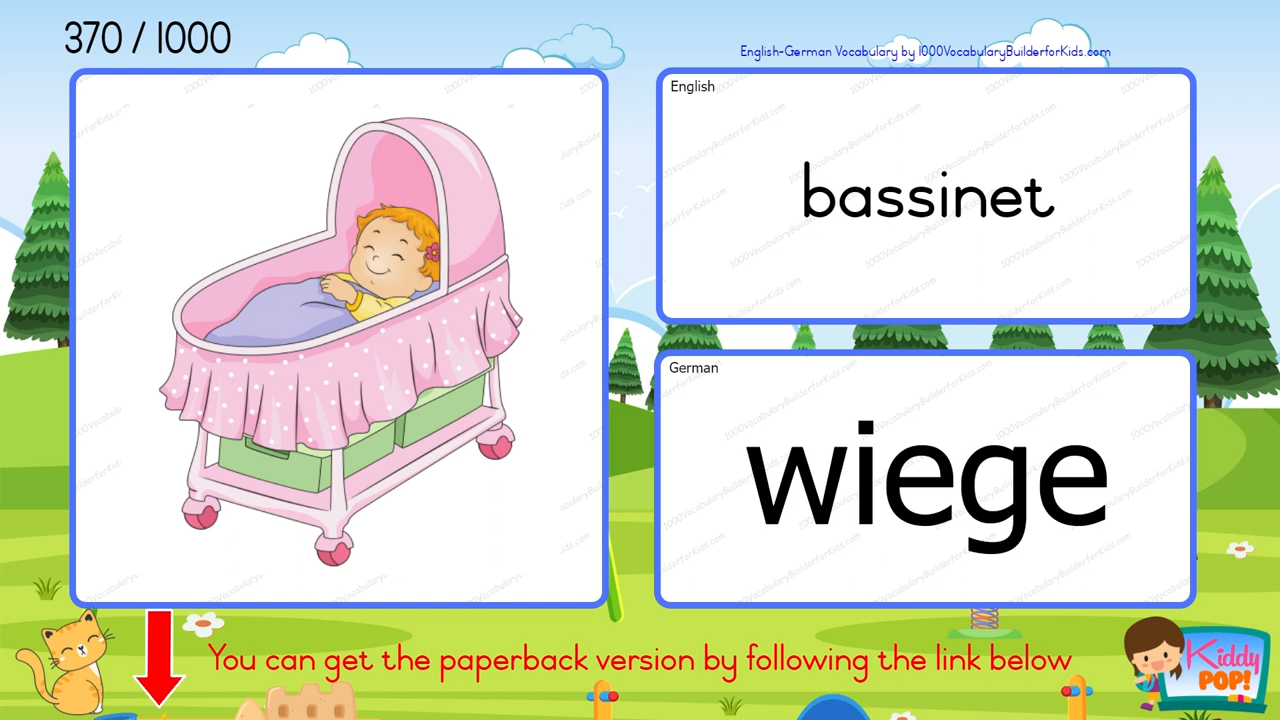 370 / 1000
English-German Vocabulary by 1000VocabularyBuilderforKids.com
English
bassinet
German
wiege
You can get the paperback version by following the link below
Kiddy
POP!